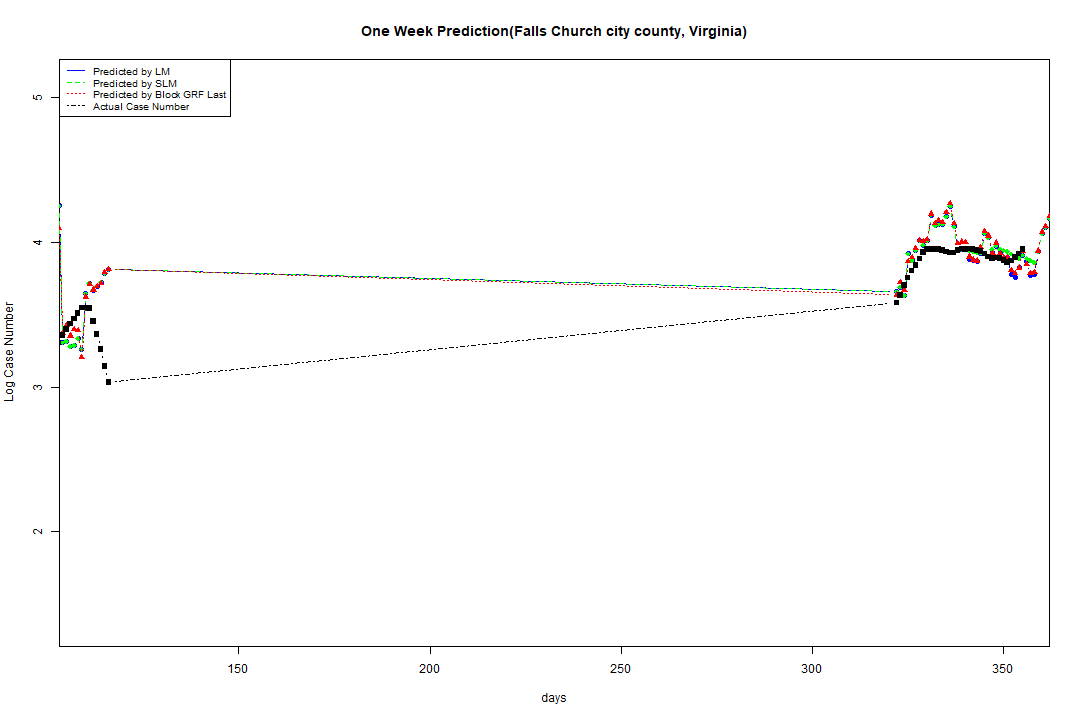 One Week Prediction(Falls Church city county, Virginia)
Predicted by LM
Predicted by SLM
Predicted by Block GRF Last
Actual Case Number
5
4
3
2
Log Case Number
150 200 250 300 350
days